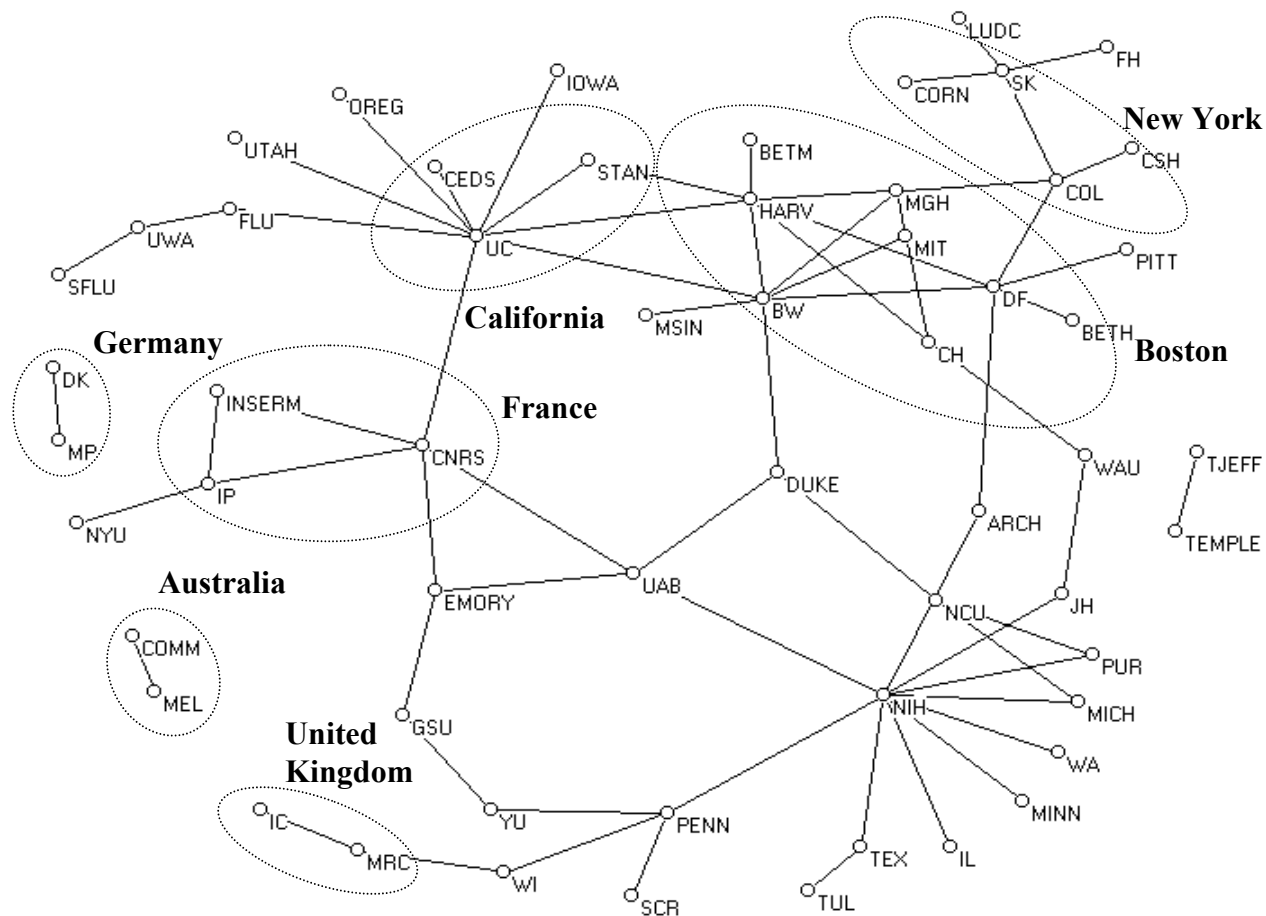 LUDC
FH
SK
CORN
New York
IOWA
OREG
UTAH
BETM
CSH
CEDS
STAN
COL
HARV
MGH
FLU
UWA
UC
MIT
PITT
SFLU
DF
BW
MSIN
California
BETH
Germany
CH
Boston
DK
INSERM
France
MP
CNRS
WAU
TJEFF
IP
DUKE
NYU
ARCH
TEMPLE
Australia
UAB
EMORY
NCU
JH
COMM
PUR
MEL
NIH
MICH
GSU
United
Kingdom
WA
IC
YU
PENN
MINN
MRC
TEX
IL
WI
TUL
SCR